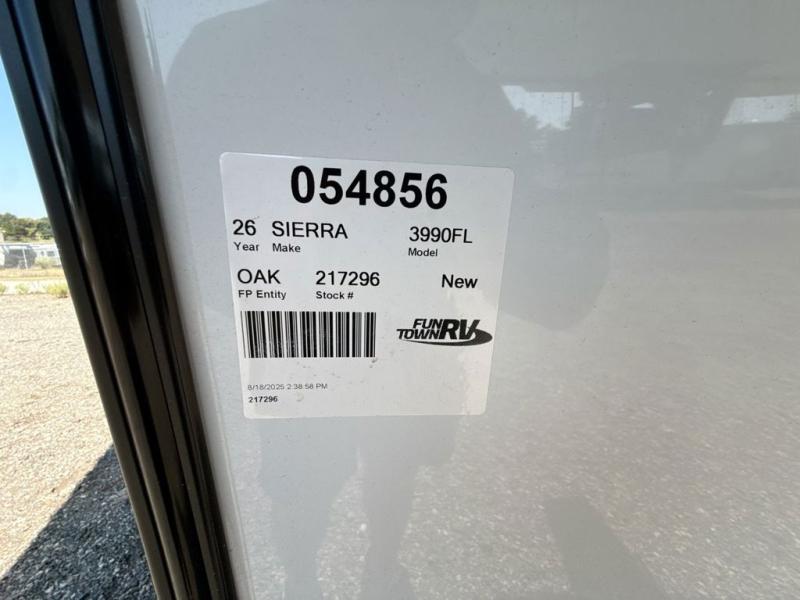 054856
26 SIERRA 3990FL
Year Make Model
OAK 217296 New
FP Entity Stock #
FUN TOWN RV
8/18/2025 2:38:58 PM
217296